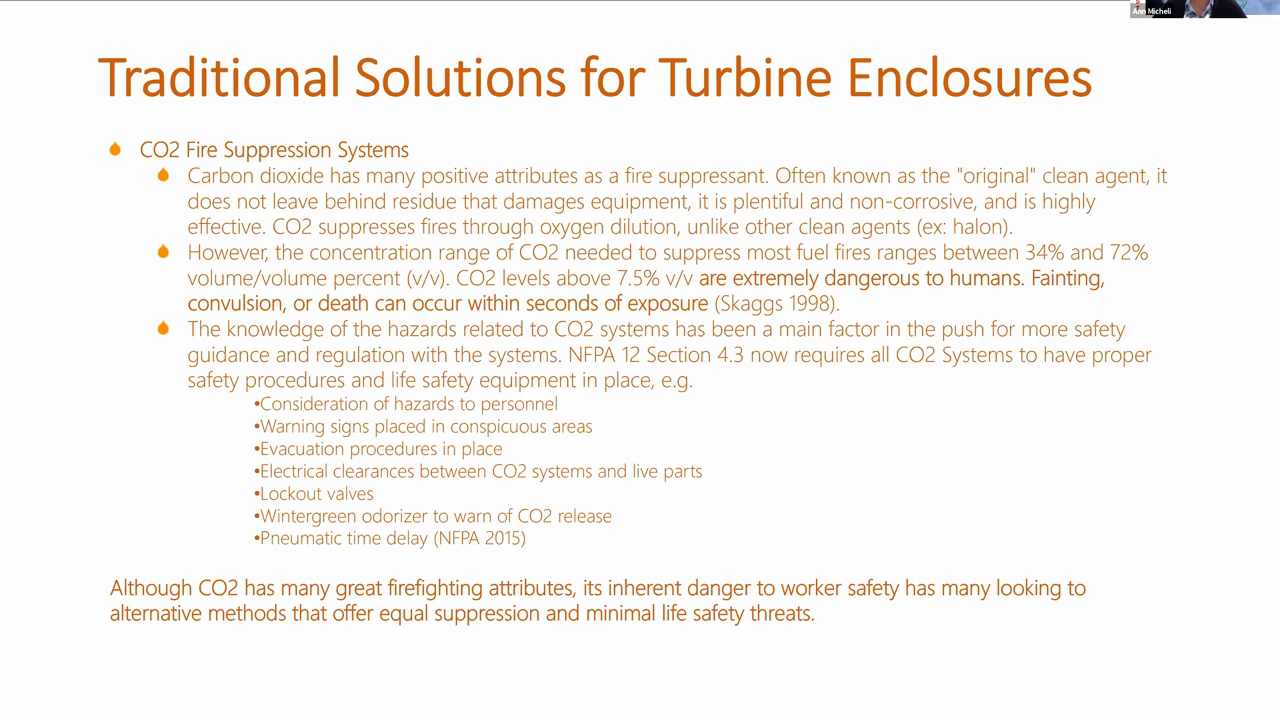 Ann Micheli
Traditional Solutions for Turbine Enclosures
CO2 Fire Suppression Systems
Carbon dioxide has many positive attributes as a fire suppressant. Often known as the "original" clean agent, it
does not leave behind residue that damages equipment, it is plentiful and non-corrosive, and is highly
effective. CO2 suppresses fires through oxygen dilution, unlike other clean agents (ex: halon).
However, the concentration range of CO2 needed to suppress most fuel fires ranges between 34% and 72%
volume/volume percent (v/v). CO2 levels above 7.5% v/v are extremely dangerous to humans. Fainting,
convulsion, or death can occur within seconds of exposure (Skaggs 1998).
The knowledge of the hazards related to CO2 systems has been a main factor in the push for more safety
guidance and regulation with the systems. NFPA 12 Section 4.3 now requires all CO2 Systems to have proper
safety procedures and life safety equipment in place, e.g.
•Consideration of hazards to personnel
•Warning signs placed in conspicuous areas
•Evacuation procedures in place
•Electrical clearances between CO2 systems and live parts
•Lockout valves
•Wintergreen odorizer to warn of CO2 release
•Pneumatic time delay (NFPA 2015)
Although CO2 has many great firefighting attributes, its inherent danger to worker safety has many looking to
alternative methods that offer equal suppression and minimal life safety threats.